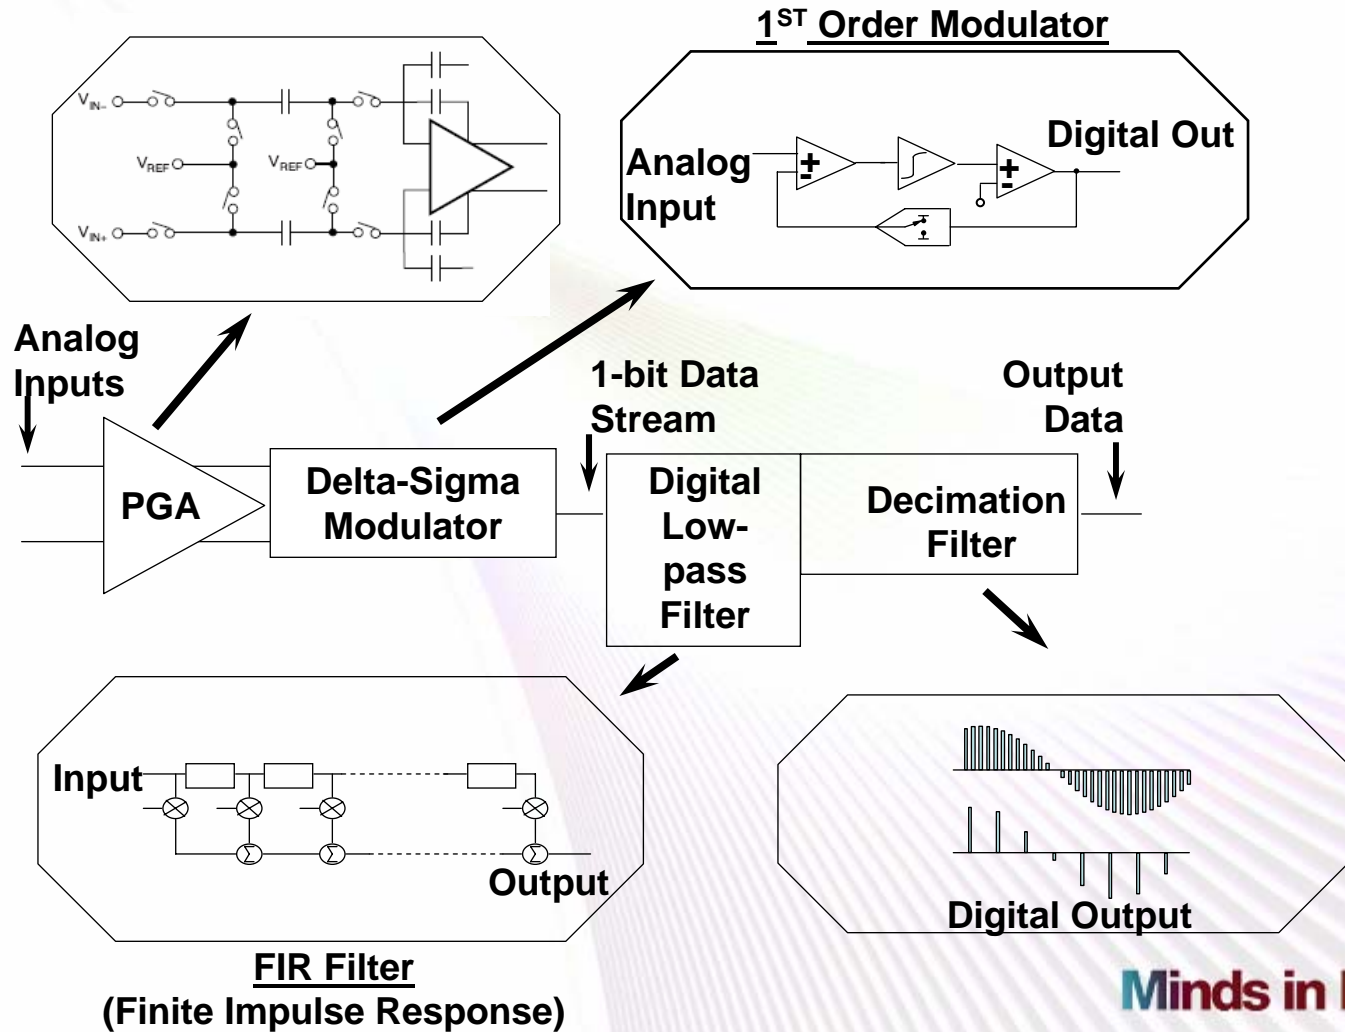 1ST Order Modulator
VIN–
VREF
VREF
VIN+
Analog
Input
+
-
+
-
Digital Out
Analog
Inputs
PGA
Delta-Sigma
Modulator
1-bit Data
Stream
Digital
Low-
pass
Filter
Decimation
Filter
Output
Data
Input
Σ
Σ
Σ
Output
FIR Filter
(Finite Impulse Response)
Digital Output
Minds in